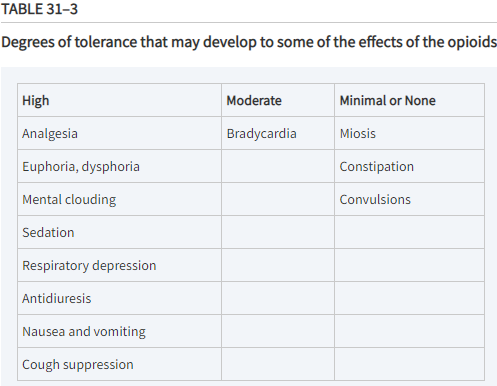 TABLE 31–3
Degrees of tolerance that may develop to some of the effects of the opioids
High Moderate Minimal or None
Analgesia Bradycardia Miosis
Euphoria, dysphoria Constipation
Mental clouding Convulsions
Sedation
Respiratory depression
Antidiuresis
Nausea and vomiting
Cough suppression